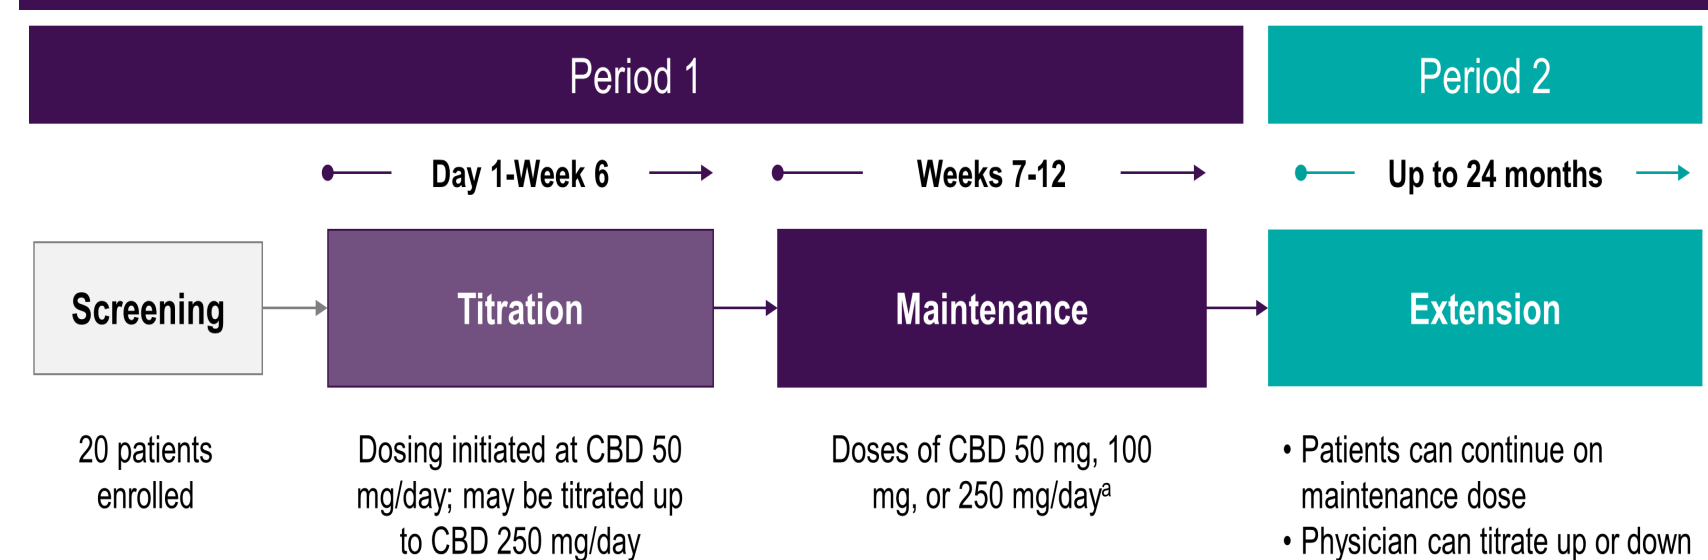 Period 1
Period 2
Day 1-Week 6
Weeks 7-12
Up to 24 months
Screening
Titration
Maintenance
Extension
20 patients
enrolled
Dosing initiated at CBD 50
mg/day; may be titrated up
to CBD 250 mg/day
Doses of CBD 50 mg, 100
mg, or 250 mg/dayᵃ
• Patients can continue on
maintenance dose
• Physician can titrate up or down